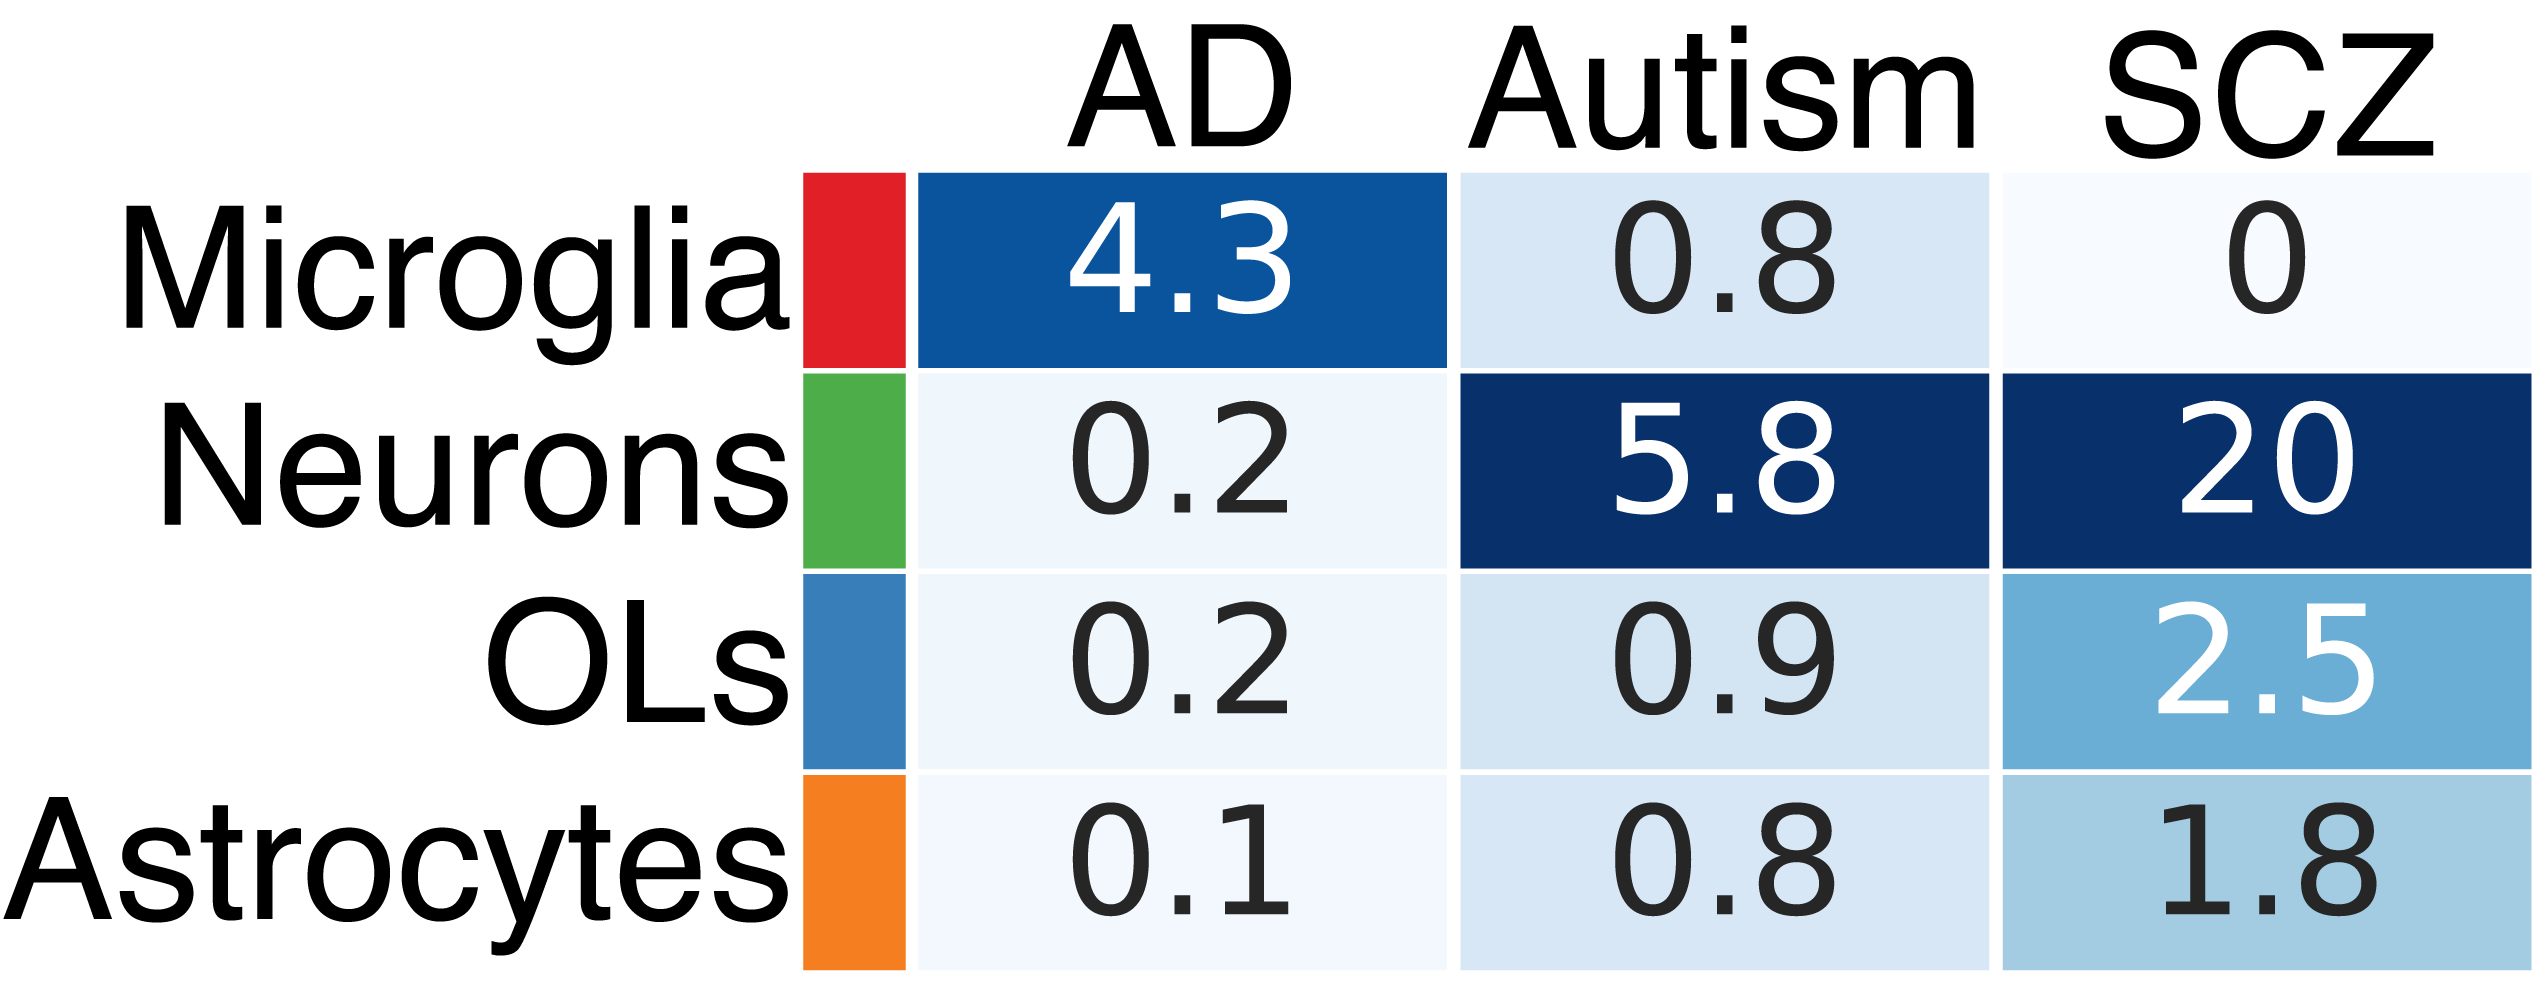 AD Autism SCZ
Microglia 4.3 0.8 0
Neurons 0.2 5.8 20
OLs 0.2 0.9 2.5
Astrocytes 0.1 0.8 1.8